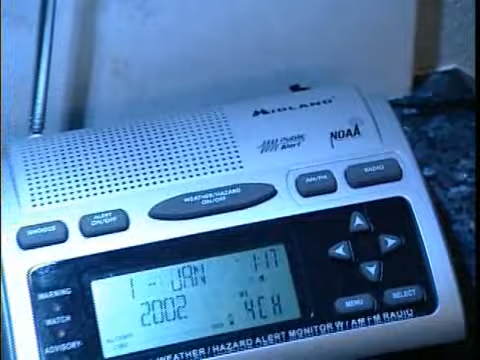 MIDLAND
PUBLIC
Alert
NOAA
SNOOZE
ALERT
ON/OFF
WEATHER/HAZARD
ON/OFF
AM/FM
RADIO
WARNING
WATCH
ADVISORY
1 - JAN 1:17
2002 4CH
MENU
SELECT
WEATHER / HAZARD ALERT MONITOR W/ AM FM RADIO